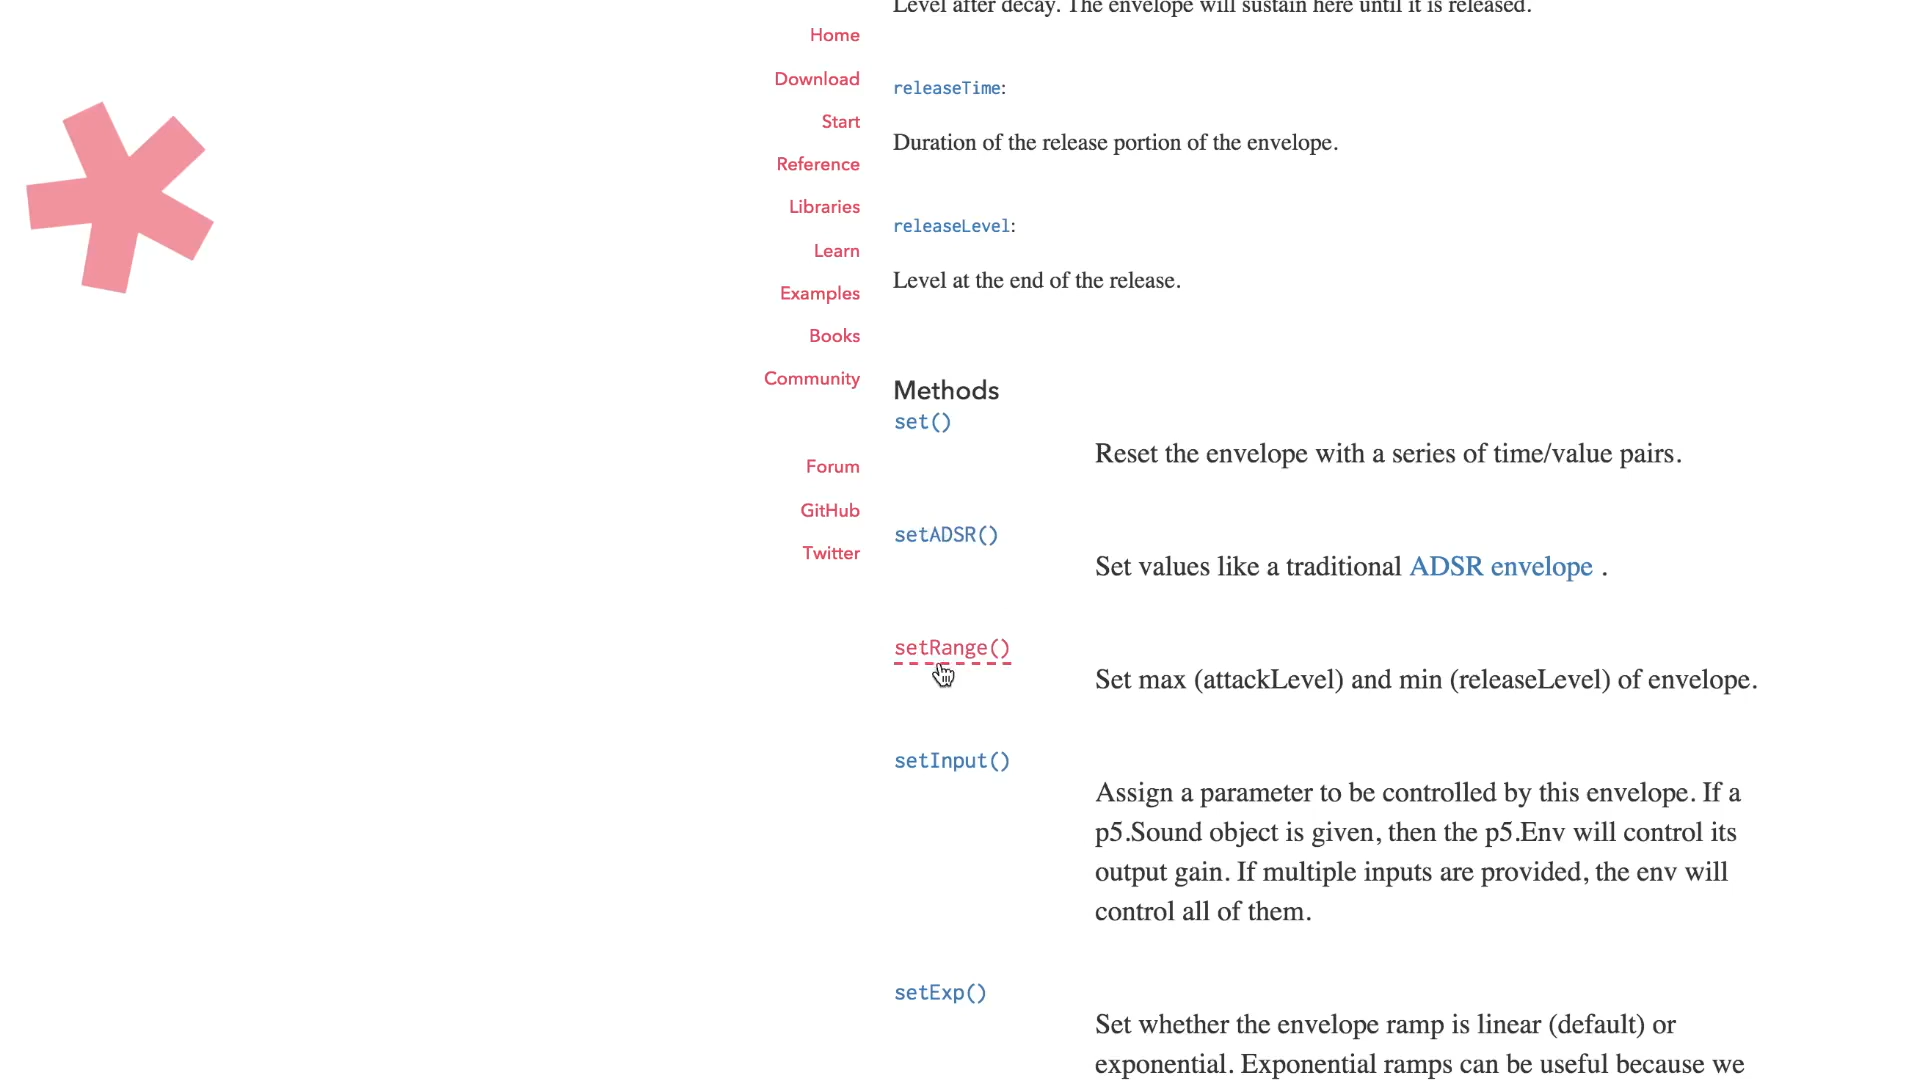 Level after decay. The envelope will sustain here until it is released.
Home
Download
Start
Reference
Libraries
Learn
Examples
Books
Community
Forum
GitHub
Twitter
releaseTime:
Duration of the release portion of the envelope.
releaseLevel:
Level at the end of the release.
Methods
set()
Reset the envelope with a series of time/value pairs.
setADSR()
Set values like a traditional ADSR envelope .
setRange()
Set max (attackLevel) and min (releaseLevel) of envelope.
setInput()
Assign a parameter to be controlled by this envelope. If a
p5.Sound object is given, then the p5.Env will control its
output gain. If multiple inputs are provided, the env will
control all of them.
setExp()
Set whether the envelope ramp is linear (default) or
exponential. Exponential ramps can be useful because we